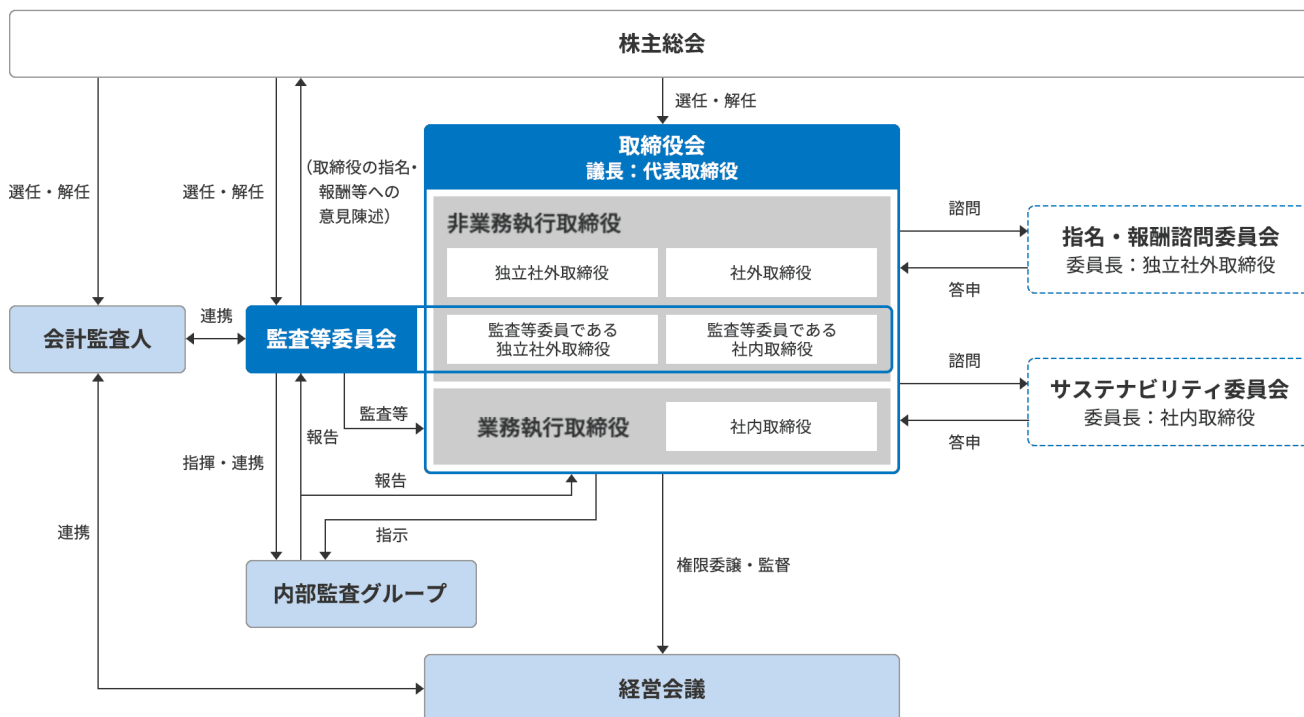 株主総会
選任・解任
取締役会
議長：代表取締役
選任・解任
選任・解任
（取締役の指名・
報酬等への
意見陳述）
非業務執行取締役
独立社外取締役
社外取締役
諮問
指名・報酬諮問委員会
委員長：独立社外取締役
答申
会計監査人
連携
監査等委員会
監査等委員である
独立社外取締役
監査等委員である
社内取締役
諮問
サステナビリティ委員会
委員長：社内取締役
答申
監査等
業務執行取締役
社内取締役
報告
指揮・連携
報告
連携
指示
内部監査グループ
権限委譲・監督
経営会議